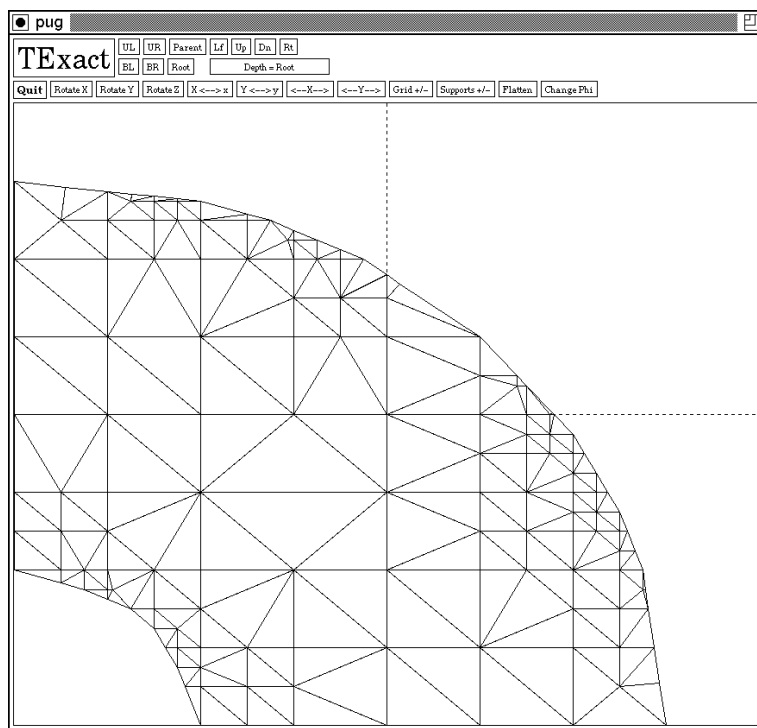 pug
TExact UL UR Parent Lf Up Dn Rt
BL BR Root Depth = Root
Quit Rotate X Rotate Y Rotate Z X <--> x Y <--> y <--X--> <--Y--> Grid +/- Supports +/- Flatten Change Phi